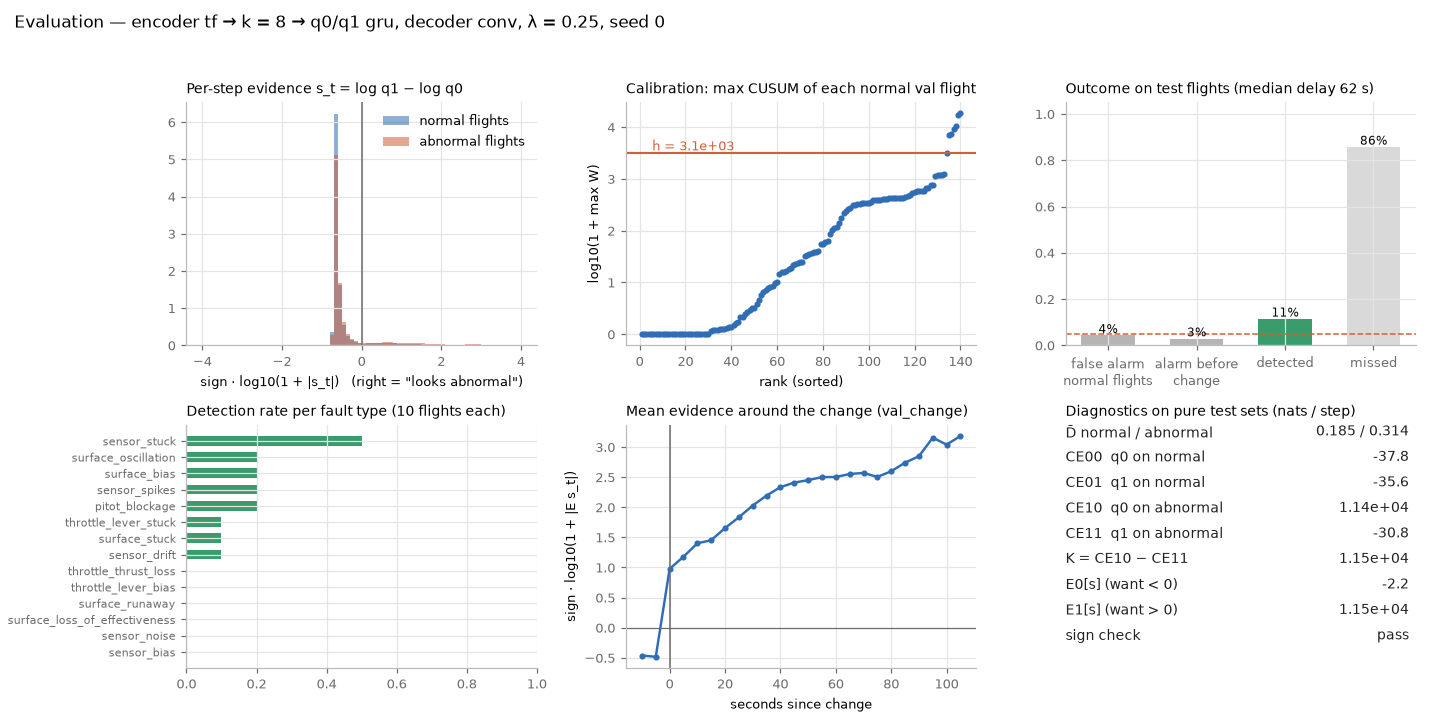 Evaluation — encoder tf → k = 8 → q0/q1 gru, decoder conv, λ = 0.25, seed 0
Per-step evidence s_t = log q1 − log q0
normal flights
abnormal flights
6
5
4
3
2
1
0
−4
−2
0
2
4
sign · log10(1 + |s_t|)   (right = "looks abnormal")
Calibration: max CUSUM of each normal val flight
h = 3.1e+03
log10(1 + max W)
4
3
2
1
0
0
20
40
60
80
100
120
140
rank (sorted)
Outcome on test flights (median delay 62 s)
1.0
0.8
0.6
0.4
0.2
0.0
4%
3%
11%
86%
false alarm
normal flights
alarm before
change
detected
missed
Detection rate per fault type (10 flights each)
sensor_stuck
surface_oscillation
surface_bias
sensor_spikes
pitot_blockage
throttle_lever_stuck
surface_stuck
sensor_drift
throttle_thrust_loss
throttle_lever_bias
surface_runaway
surface_loss_of_effectiveness
sensor_noise
sensor_bias
0.0
0.2
0.4
0.6
0.8
1.0
Mean evidence around the change (val_change)
sign · log10(1 + |E s_t|)
3.0
2.5
2.0
1.5
1.0
0.5
0.0
−0.5
0
20
40
60
80
100
seconds since change
Diagnostics on pure test sets (nats / step)
D̄ normal / abnormal 0.185 / 0.314
CE00  q0 on normal -37.8
CE01  q1 on normal -35.6
CE10  q0 on abnormal 1.14e+04
CE11  q1 on abnormal -30.8
K = CE10 − CE11 1.15e+04
E0[s] (want < 0) -2.2
E1[s] (want > 0) 1.15e+04
sign check pass